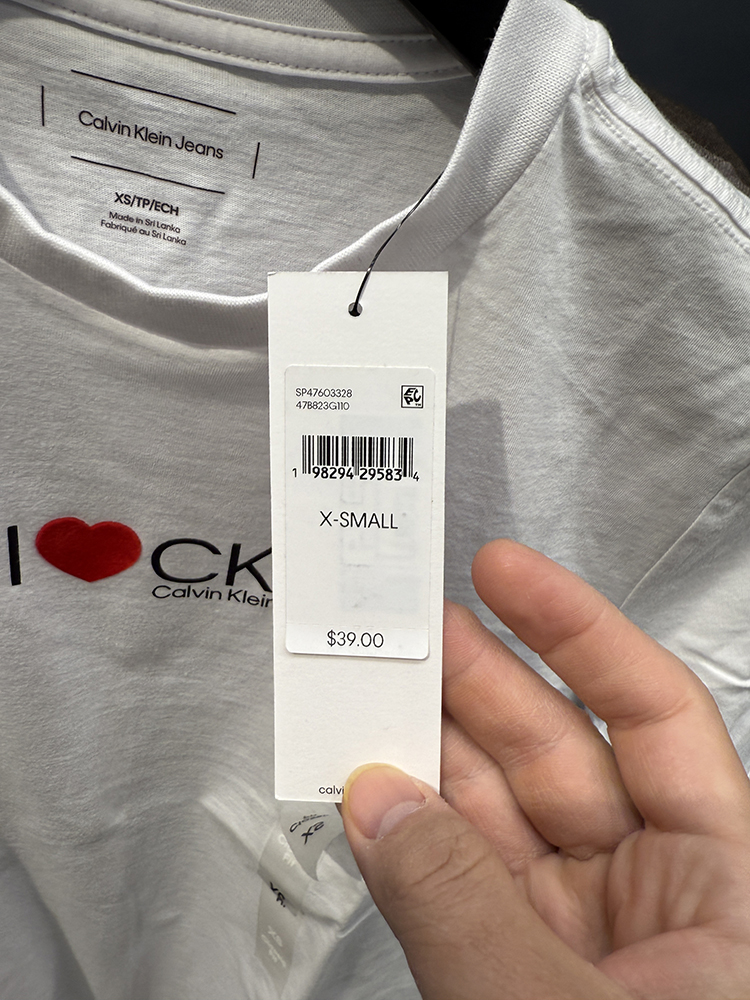 Calvin Klein Jeans
XS/TP/ECH
Made in Sri Lanka
Fabriqué au Sri Lanka
SP47603328
47B823G110
1 98294 29583 4
X-SMALL
$39.00
I ❤ CK
Calvin Klein
calvi